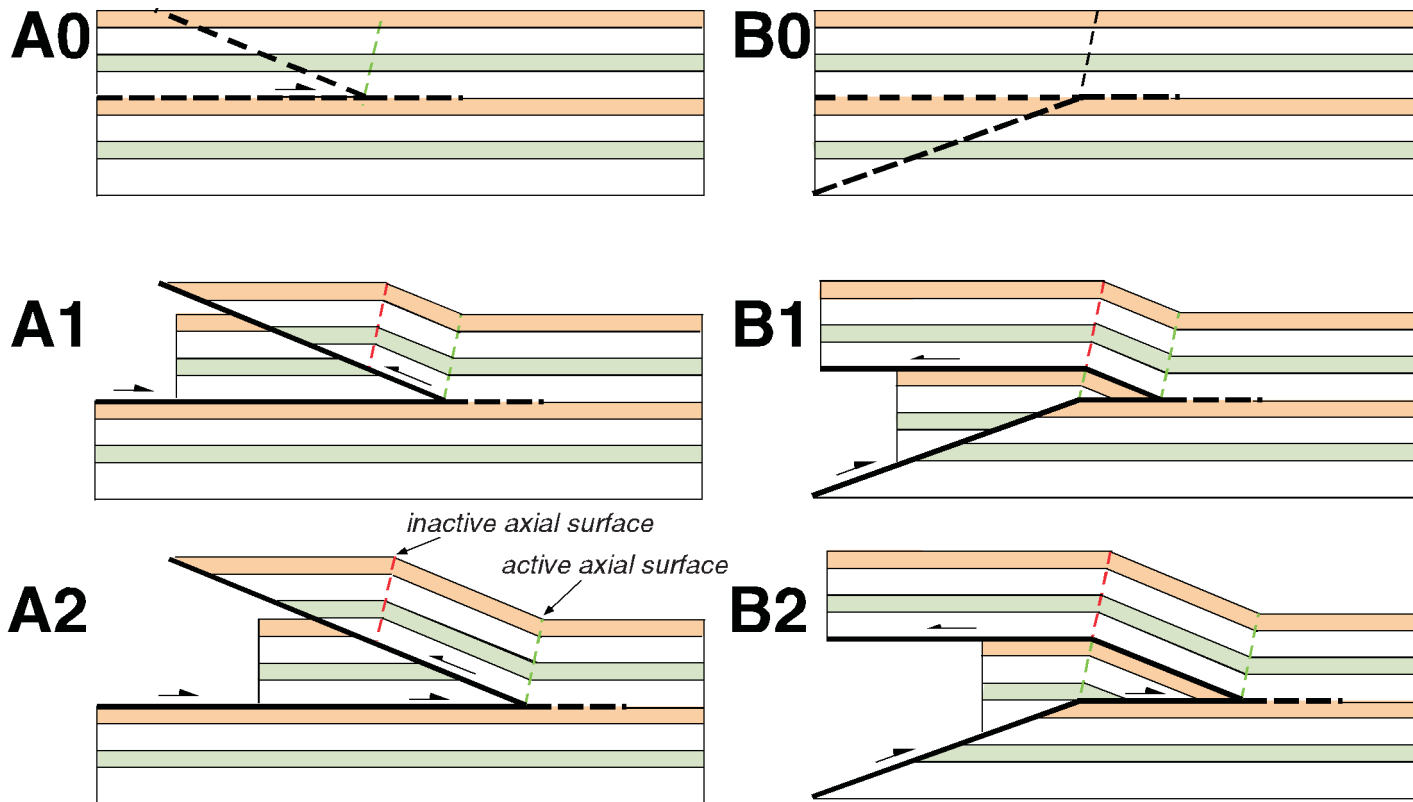 A0
B0
A1
B1
inactive axial surface
active axial surface
A2
B2